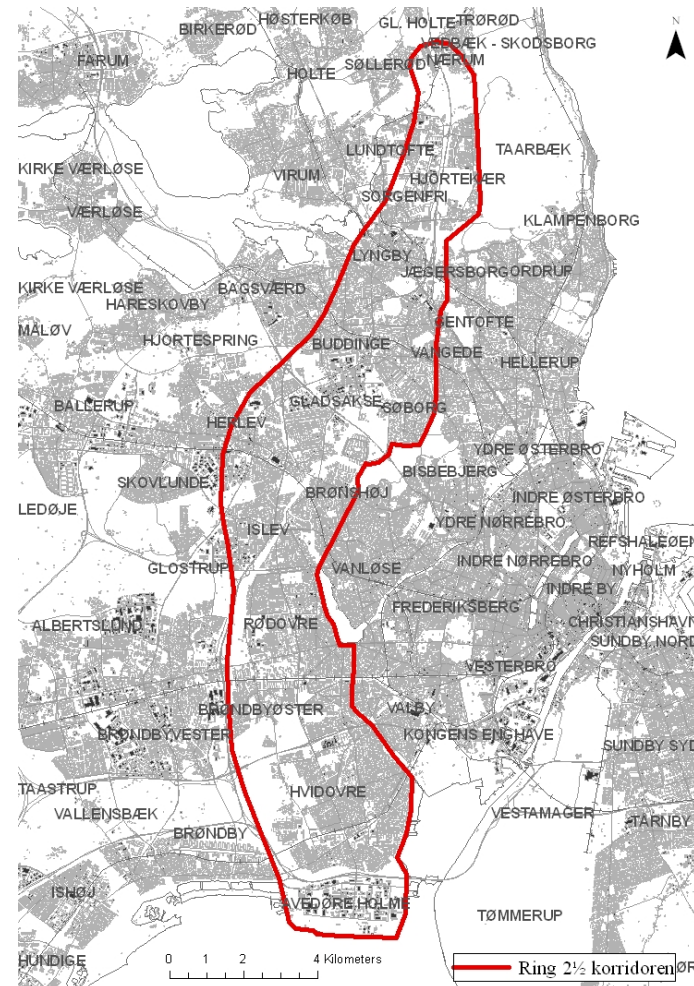 GL. HOLTE TRØRØD
HØSTERKØB
BIRKERØD
N
VEDBÆK - SKODSBORG
FARUM
SØLLERØD NÆRUM
HOLTE
LUNDTOFTE
TAARBÆK
KIRKE VÆRLØSE
VIRUM
HJORTEKÆR
SORGENFRI
VÆRLØSE
KLAMPENBORG
LYNGBY
JÆGERSBORG ORDRUP
KIRKE VÆRLØSE
BAGSVÆRD
HARESKOVBY
GENTOFTE
MÅLØV
HJORTESPRING
BUDDINGE
VANGEDE
HELLERUP
GLADSAKSE
BALLERUP
SØBORG
HERLEV
YDRE ØSTERBRO
BISBEBJERG
SKOVLUNDE
BRØNSHØJ
INDRE ØSTERBRO
LEDØJE
YDRE NØRREBRO
ISLEV
REFSHALEØEN
INDRE NØRREBRO
GLOSTRUP
VANLØSE
NYHOLM
INDRE BY
FREDERIKSBERG
ALBERTSLUND
RØDOVRE
CHRISTIANSHAVN
SUNDBY NORD
VESTERBRO
BRØNDBYØSTER
VALBY
BRØNDBYVESTER
KONGENS ENGHAVE
SUNDBY SYD
TAASTRUP
HVIDOVRE
VALLENSBÆK
VESTAMAGER
TÅRNBY
BRØNDBY
ISHØJ
AVEDØRE HOLME
TØMMERUP
HUNDIGE
0 1 2 4 Kilometers
Ring 2½ korridoren